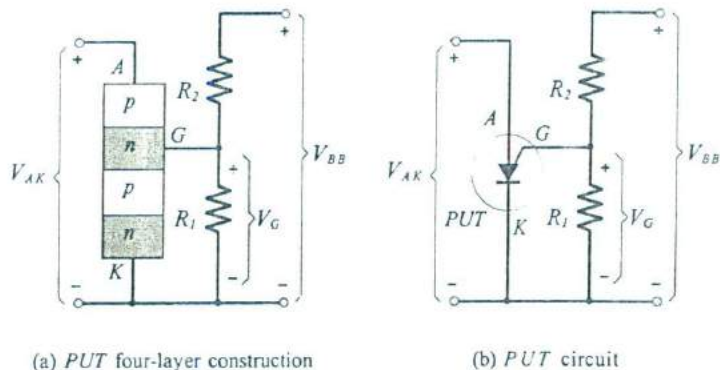 +
+
A
+
+
p
R₂
G
n
V_AK
p
+
V_BB
R₁
V_G
n
−
K
−
−
+
+
R₂
A
G
V_AK
V_BB
+
PUT
R₁
V_G
K
−
−
−
(a) PUT four-layer construction
(b) PUT circuit